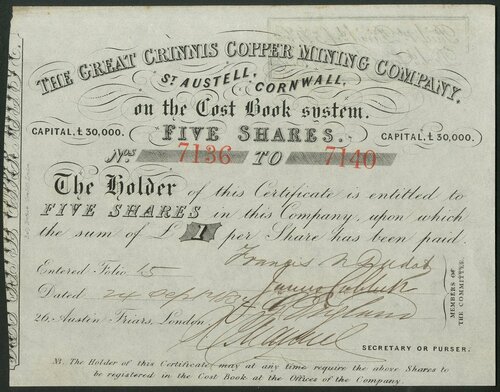 THE GREAT CRINNIS COPPER MINING COMPANY,
ST AUSTELL, CORNWALL,
on the Cost Book system.
CAPITAL, £30,000. FIVE SHARES. CAPITAL, £30,000.
Nos 7136 TO 7140
The Holder of this Certificate is entitled to
FIVE SHARES in this Company, upon which
the sum of £1 per Share has been paid.
Francis
Entered Folio 15
Dated 24 Sept
26, Austin Friars, London.
MEMBERS OF THE COMMITTEE.
SECRETARY OR PURSER.
NB. The Holder of this Certificate, may at any time require the above Shares to
be registered in the Cost Book at the Offices of the Company.